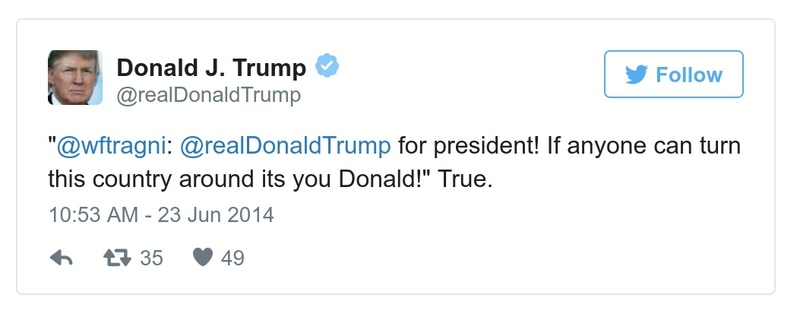 Donald J. Trump
@realDonaldTrump
Follow
"@wftragni: @realDonaldTrump for president! If anyone can turn
this country around its you Donald!" True.
10:53 AM - 23 Jun 2014
35 49